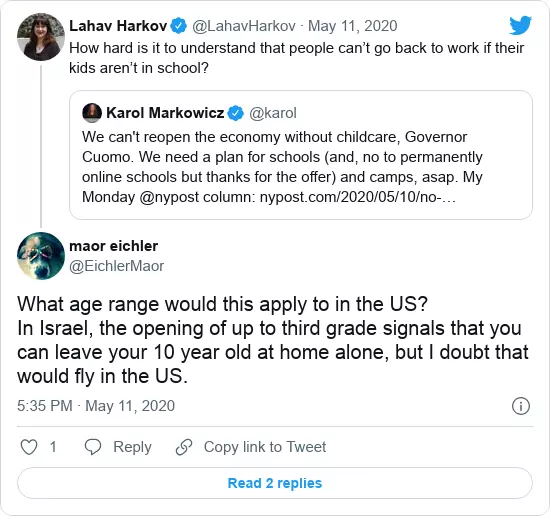 Lahav Harkov @LahavHarkov · May 11, 2020
How hard is it to understand that people can’t go back to work if their
kids aren’t in school?
Karol Markowicz @karol
We can't reopen the economy without childcare, Governor
Cuomo. We need a plan for schools (and, no to permanently
online schools but thanks for the offer) and camps, asap. My
Monday @nypost column: nypost.com/2020/05/10/no-…
maor eichler
@EichlerMaor
What age range would this apply to in the US?
In Israel, the opening of up to third grade signals that you
can leave your 10 year old at home alone, but I doubt that
would fly in the US.
5:35 PM · May 11, 2020
1 Reply Copy link to Tweet
Read 2 replies